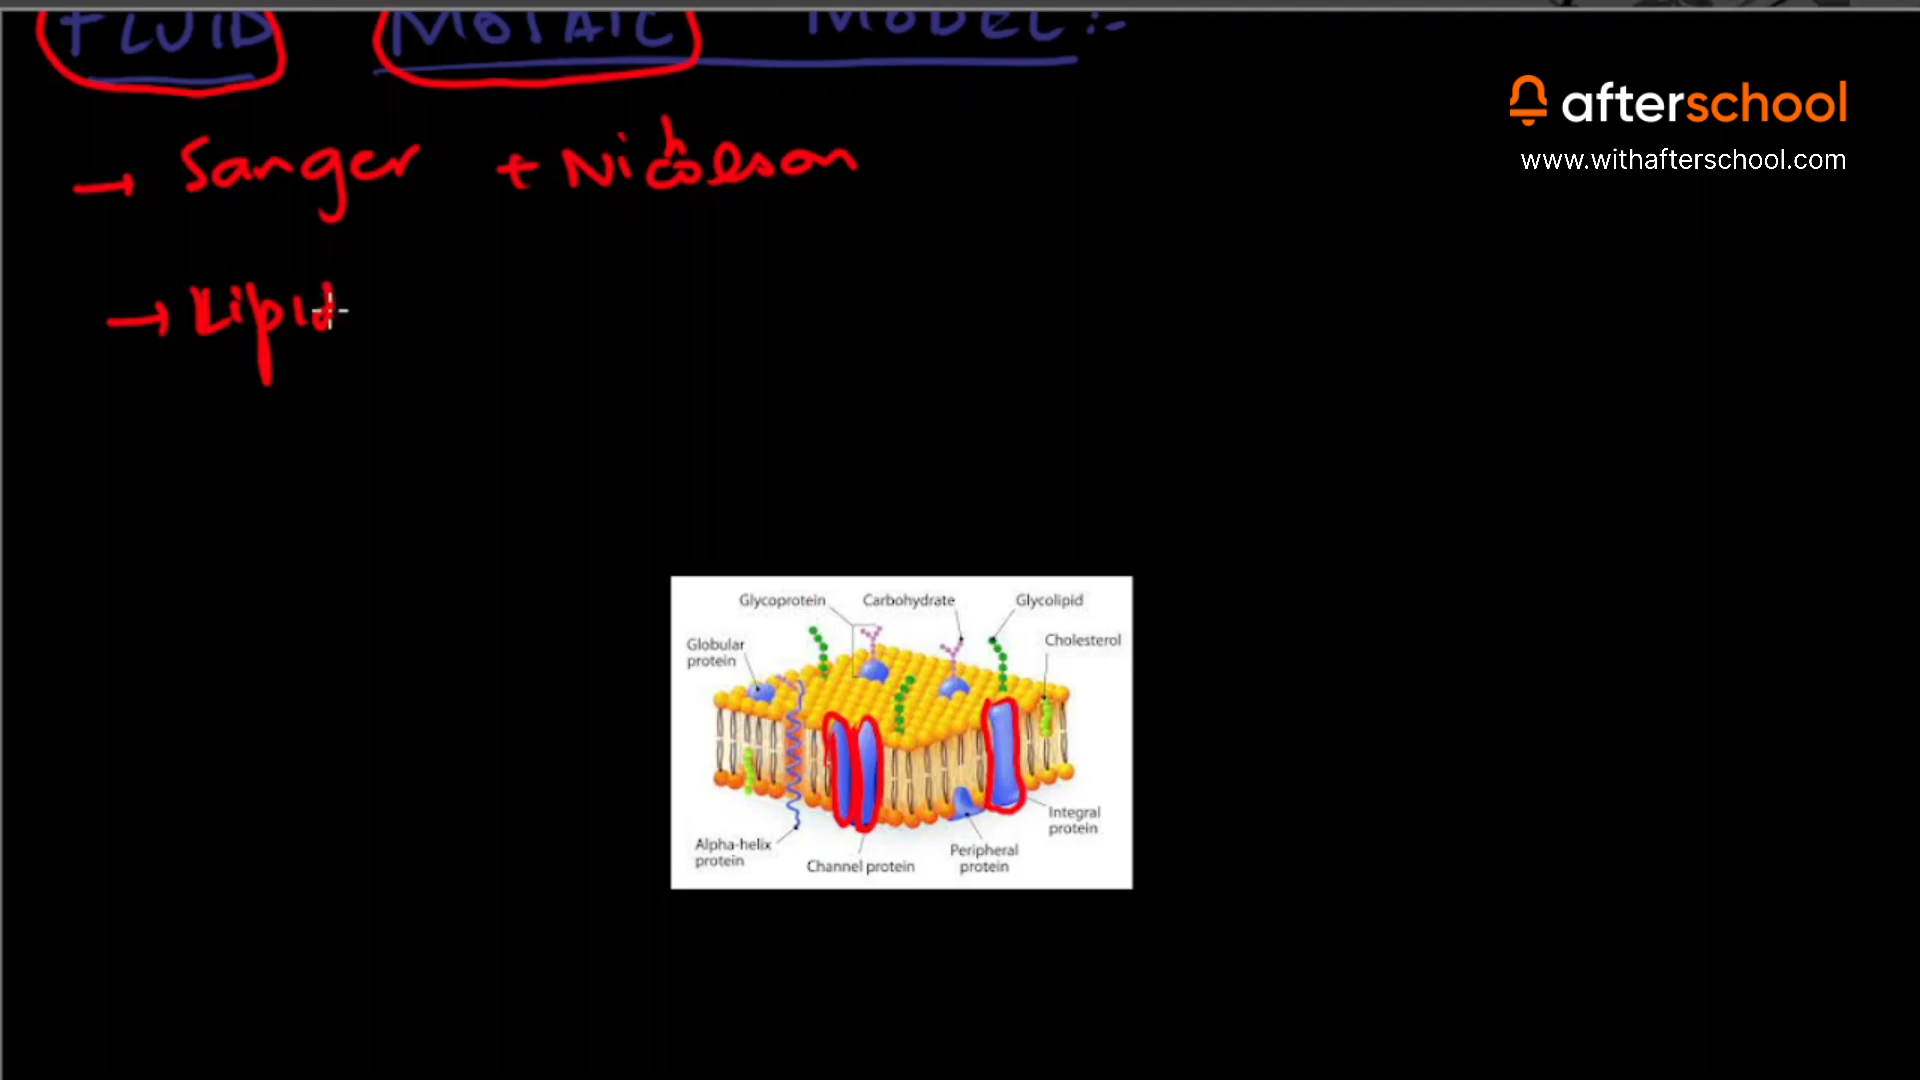 FLUID MOSAIC MODEL :-
afterschool
www.withafterschool.com
→ Sanger + Nicholson
→ Lipid
Glycoprotein Carbohydrate Glycolipid
Globular protein
Cholesterol
Integral protein
Alpha-helix protein
Channel protein
Peripheral protein